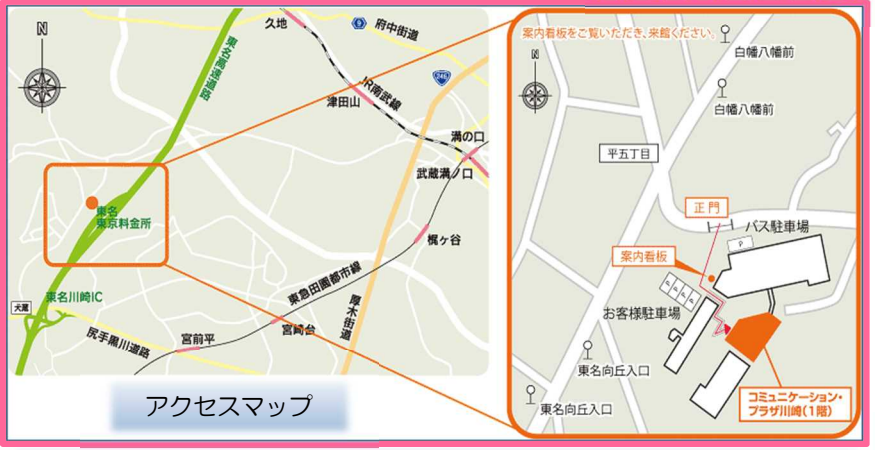 N
久地
9
府中街道
東名高速道路
JR南武線
246
津田山
溝の口
武蔵溝ノ口
東名
東京料金所
梶ヶ谷
東急田園都市線
東名川崎IC
犬蔵
厚木街道
宮崎台
宮前平
尻手黒川道路
アクセスマップ
案内看板をご覧いただき、来館ください。
N
白幡八幡前
白幡八幡前
平五丁目
正門
バス駐車場
P
案内看板
P P P P
お客様駐車場
東名向丘入口
東名向丘入口
コミュニケーション・
プラザ川崎(1階)